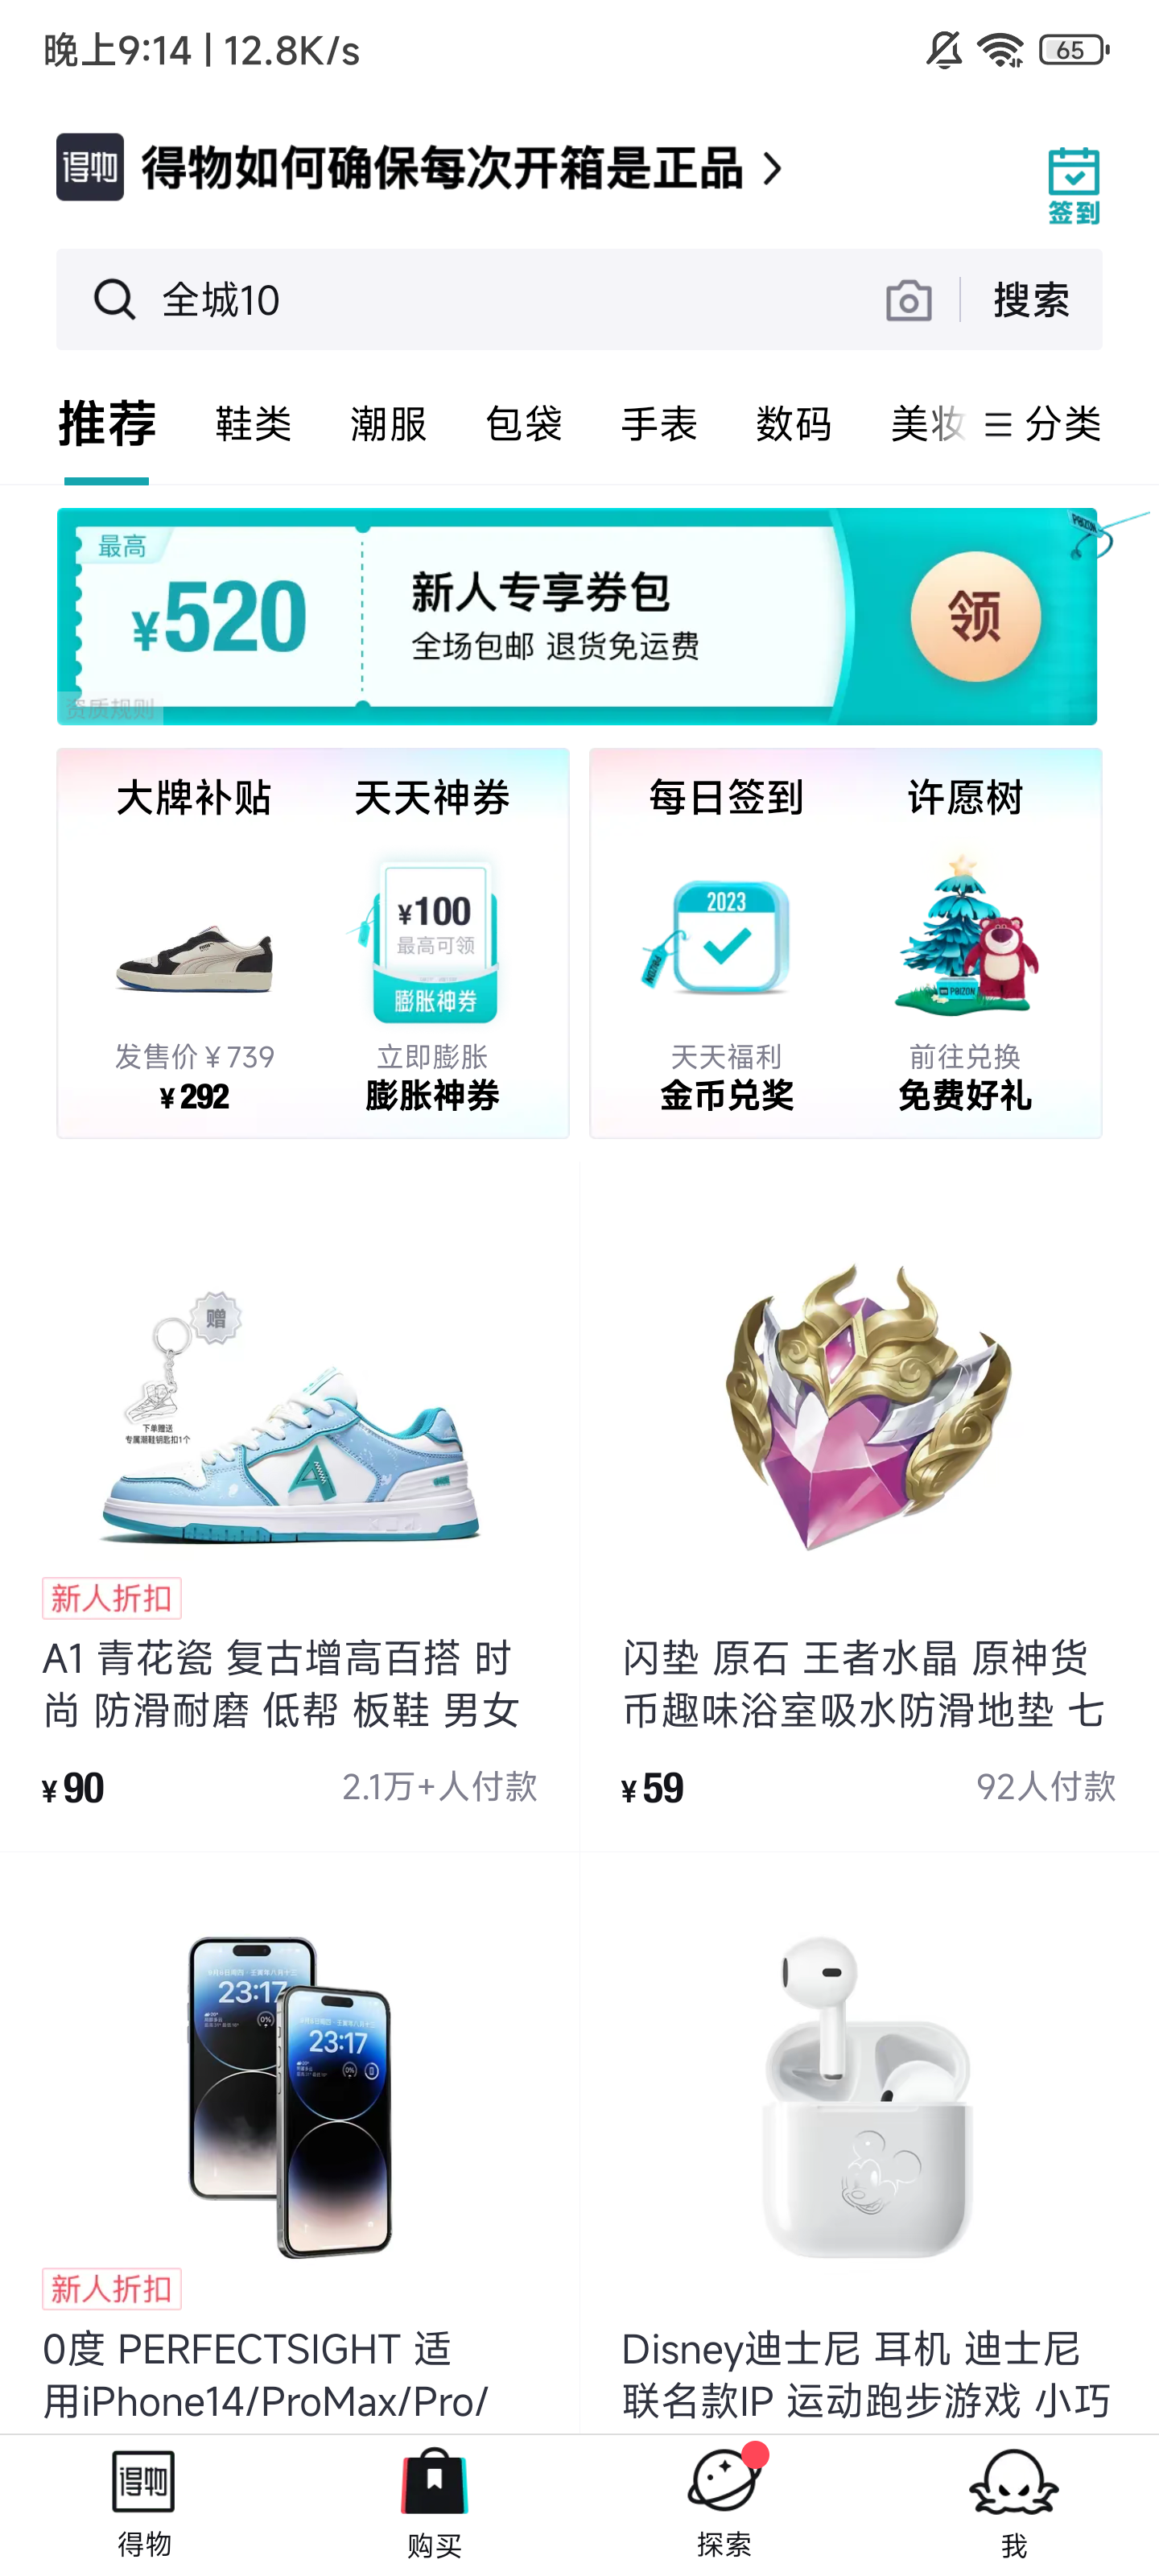 晚上9:14 | 12.8K/s
65
得物 得物如何确保每次开箱是正品
签到
全城10 搜索
推荐 鞋类 潮服 包袋 手表 数码 美妆 分类
最高
¥520
新人专享券包
全场包邮 退货免运费
领
POIZON
资质规则
大牌补贴 天天神券 每日签到 许愿树
¥100
最高可领
膨胀神券
2023
POIZON
POIZON
发售价¥739 立即膨胀 天天福利 前往兑换
¥292 膨胀神券 金币兑奖 免费好礼
赠
下单赠送
专属潮鞋钥匙扣1个
A
新人折扣
A1 青花瓷 复古增高百搭 时
尚 防滑耐磨 低帮 板鞋 男女
¥90 2.1万+人付款
闪垫 原石 王者水晶 原神货
币趣味浴室吸水防滑地垫 七
¥59 92人付款
23:17
23:17
新人折扣
0度 PERFECTSIGHT 适
用iPhone14/ProMax/Pro/
Disney迪士尼 耳机 迪士尼
联名款IP 运动跑步游戏 小巧
得物
得物 购买 探索 我